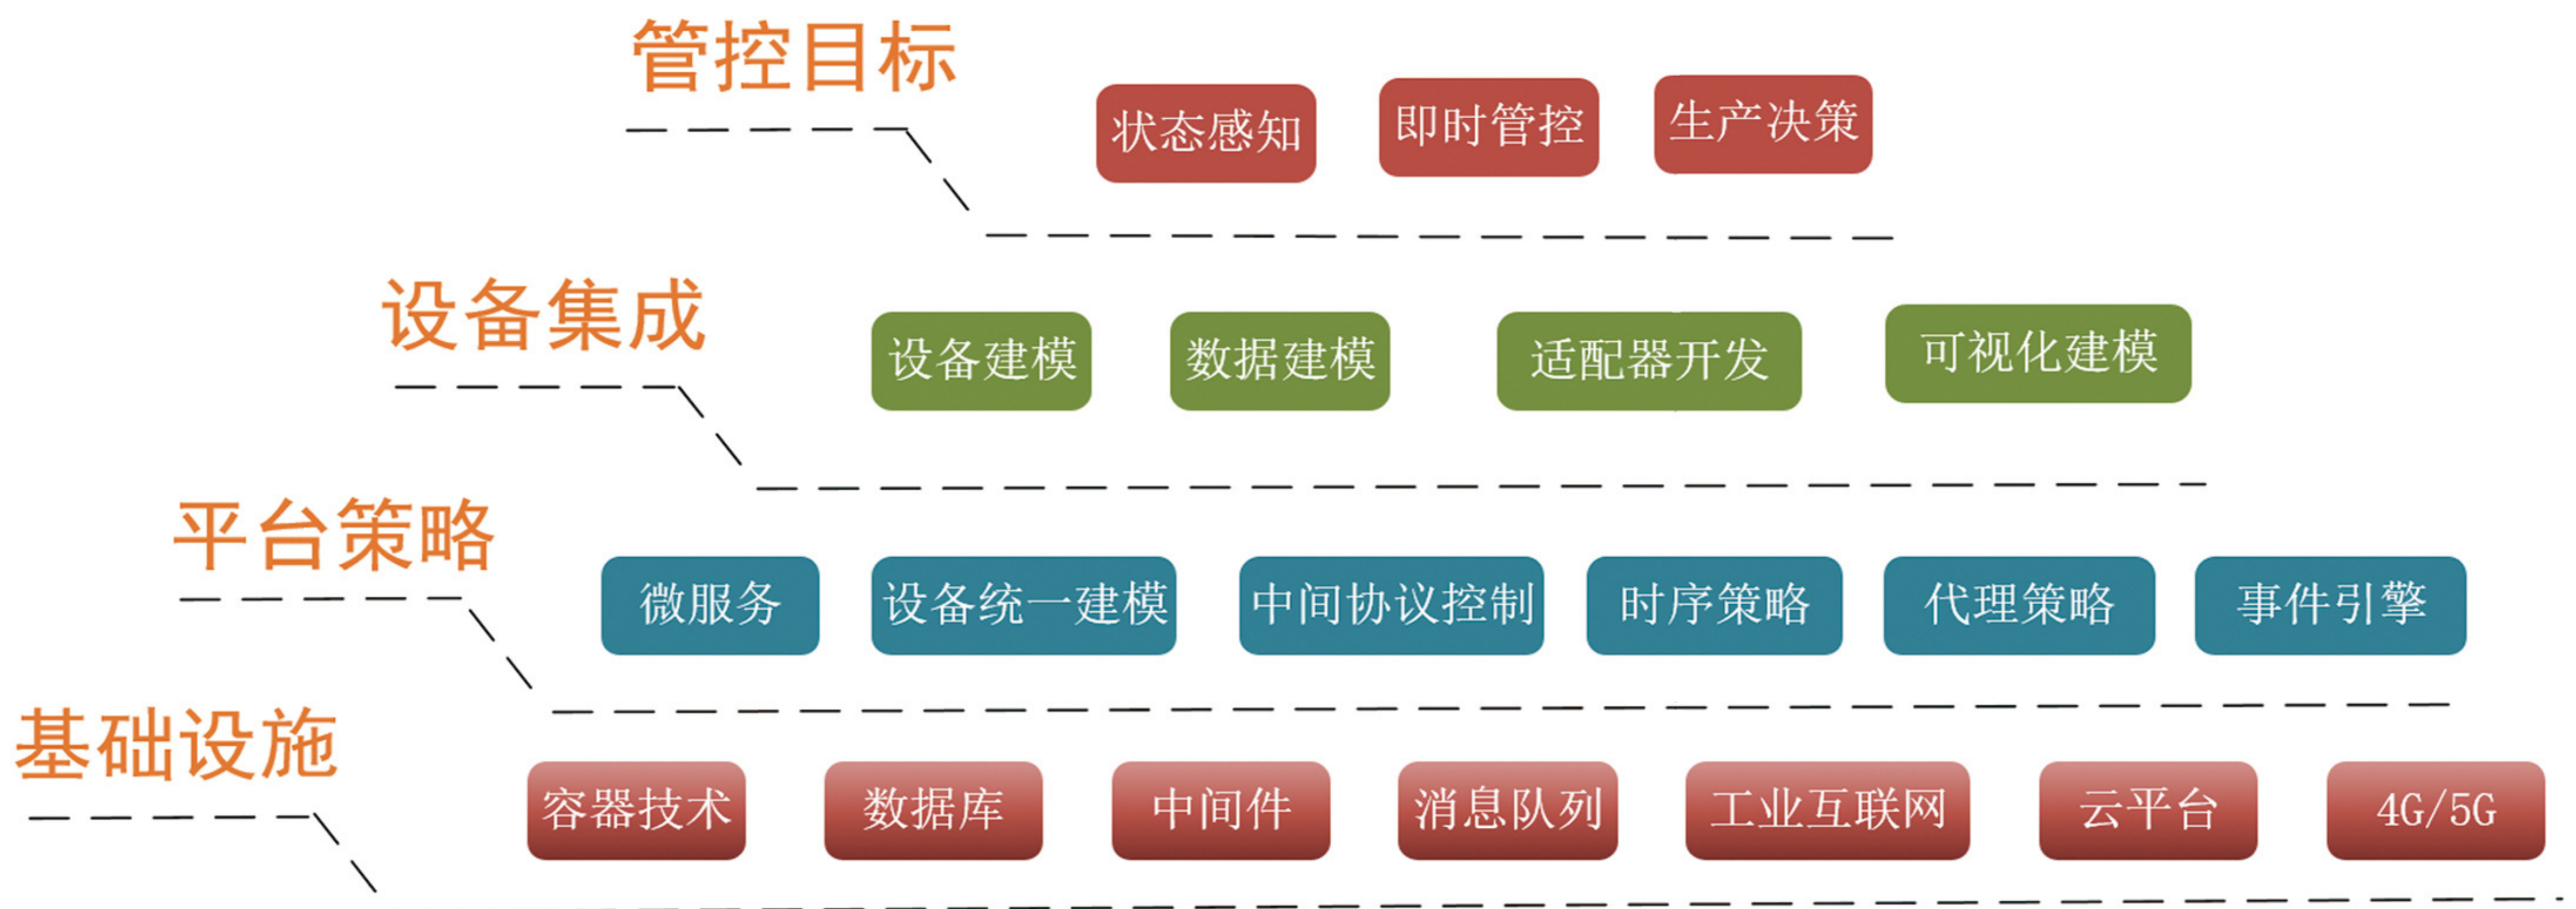 管控目标
状态感知 即时管控 生产决策
设备集成
设备建模 数据建模 适配器开发 可视化建模
平台策略
微服务 设备统一建模 中间协议控制 时序策略 代理策略 事件引擎
基础设施
容器技术 数据库 中间件 消息队列 工业互联网 云平台 4G/5G